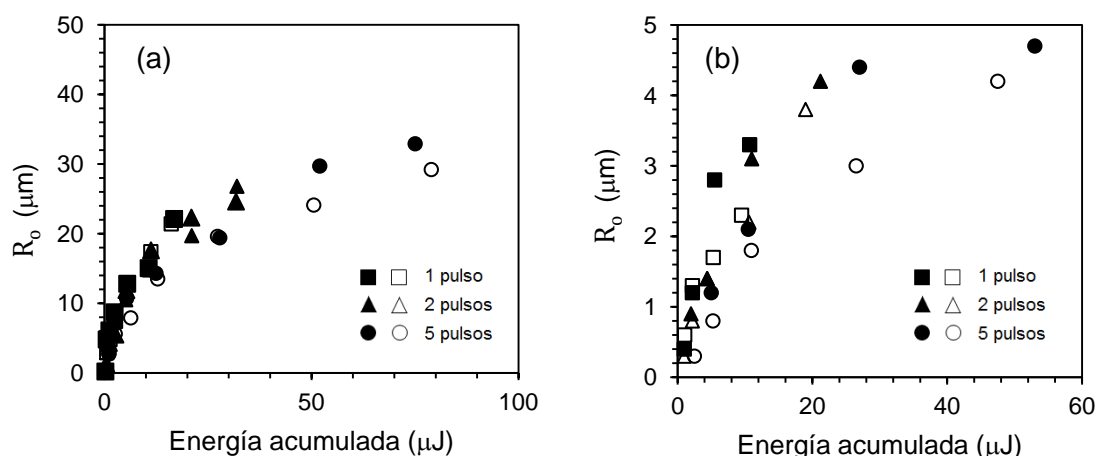 (a)
50
40
30
20
10
0
R₀ (μm)
1 pulso
2 pulsos
5 pulsos
0 50 100
Energía acumulada (μJ)
(b)
5
4
3
2
1
0
R₀ (μm)
1 pulso
2 pulsos
5 pulsos
0 20 40 60
Energía acumulada (μJ)